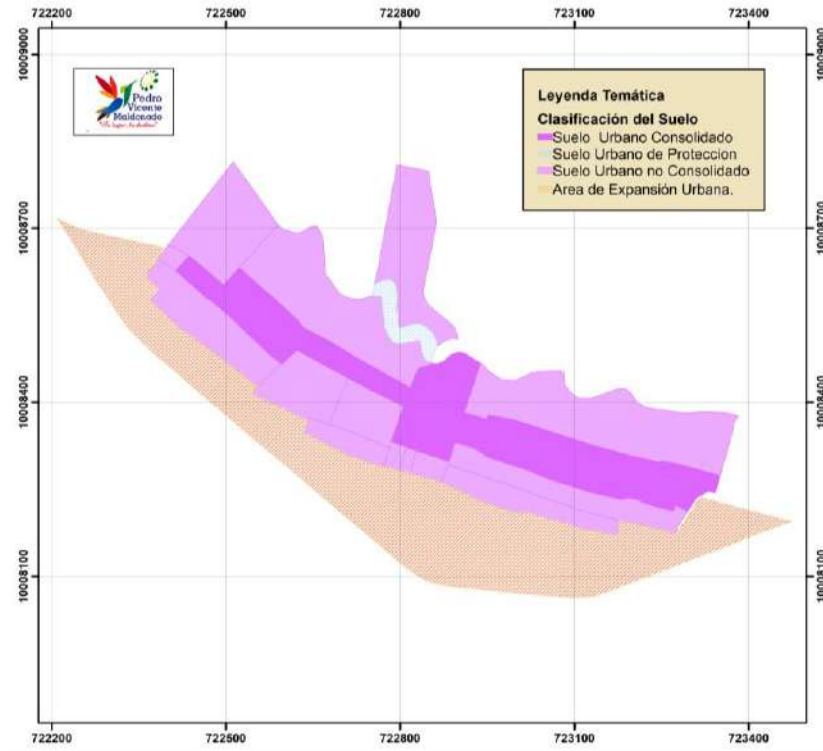 722200 722500 722800 723100 723400
10009000 10009000
Pedro
Vicente
Maldonado
Leyenda Temática
Clasificación del Suelo
Suelo Urbano Consolidado
Suelo Urbano de Proteccion
Suelo Urbano no Consolidado
Area de Expansión Urbana.
10008700 10008700
10008400 10008400
10008100 10008100
722200 722500 722800 723100 723400